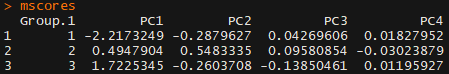 > mscores
  Group.1        PC1        PC2         PC3         PC4
1       1 -2.2173249 -0.2879627  0.04269606  0.01827952
2       2  0.4947904  0.5483335  0.09580854 -0.03023879
3       3  1.7225345 -0.2603708 -0.13850461  0.01195927